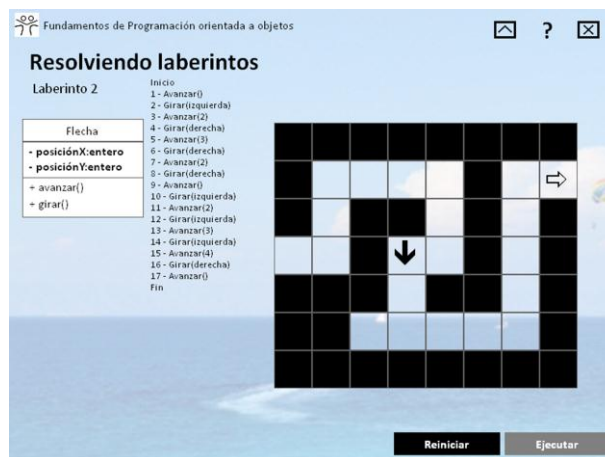 Fundamentos de Programación orientada a objetos
?
Resolviendo laberintos
Laberinto 2
Flecha
- posiciónX:entero
- posiciónY:entero
+ avanzar()
+ girar()
Inicio
1 - Avanzar()
2 - Girar(izquierda)
3 - Avanzar(2)
4 - Girar(derecha)
5 - Avanzar(3)
6 - Girar(derecha)
7 - Avanzar(2)
8 - Girar(derecha)
9 - Avanzar()
10 - Girar(izquierda)
11 - Avanzar(2)
12 - Girar(izquierda)
13 - Avanzar(3)
14 - Girar(izquierda)
15 - Avanzar(4)
16 - Girar(derecha)
17 - Avanzar()
Fin
Reiniciar
Ejecutar